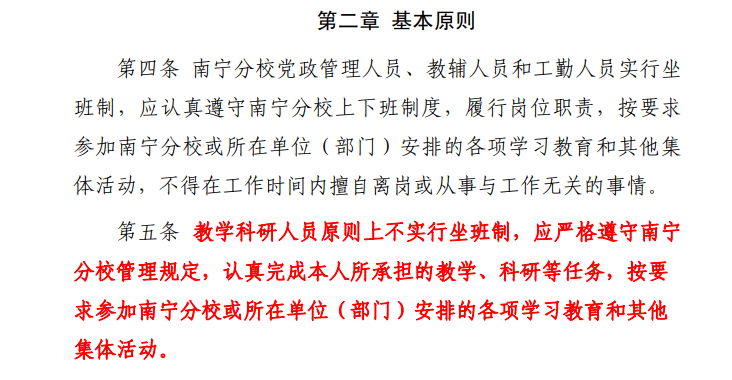 第二章 基本原则
第四条 南宁分校党政管理人员、教辅人员和工勤人员实行坐
班制，应认真遵守南宁分校上下班制度，履行岗位职责，按要求
参加南宁分校或所在单位（部门）安排的各项学习教育和其他集
体活动，不得在工作时间内擅自离岗或从事与工作无关的事情。
第五条 教学科研人员原则上不实行坐班制，应严格遵守南宁
分校管理规定，认真完成本人所承担的教学、科研等任务，按要
求参加南宁分校或所在单位（部门）安排的各项学习教育和其他
集体活动。